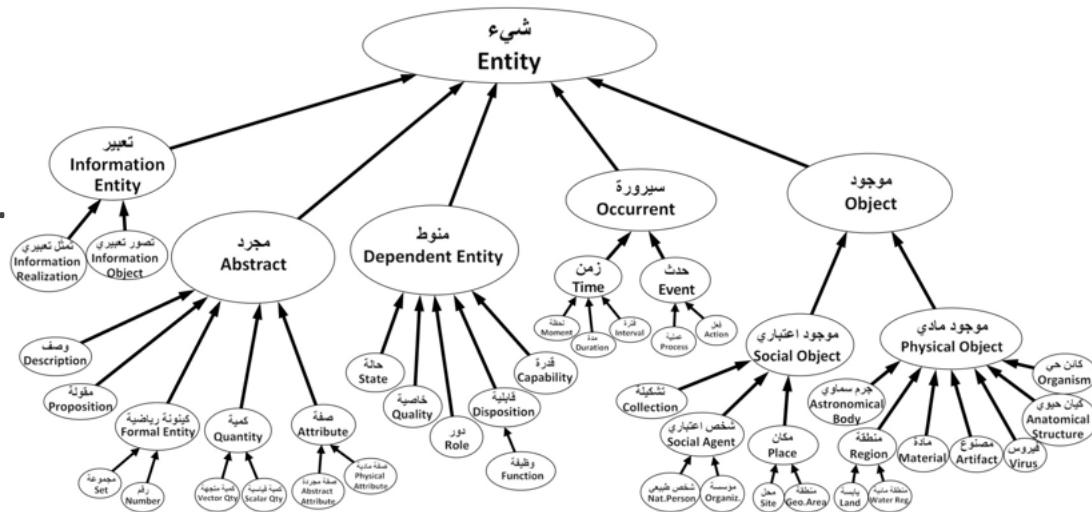 شيء
Entity
تعبير
Information
Entity
تمثل تعبيري
Information
Realization
تصور تعبيري
Information
Object
مجرد
Abstract
وصف
Description
مقولة
Proposition
كينونة رياضية
Formal Entity
مجموعة
Set
رقم
Number
كمية
Quantity
كمية متجهة
Vector Qty
كمية قياسية
Scalar Qty
صفة
Attribute
صفة مجردة
Abstract
Attribute
صفة مادية
Physical
Attribute
منوط
Dependent Entity
حالة
State
خاصية
Quality
دور
Role
قابلية
Disposition
وظيفة
Function
قدرة
Capability
سيرورة
Occurrent
زمن
Time
لحظة
Moment
مدة
Duration
فترة
Interval
حدث
Event
عملية
Process
فعل
Action
موجود
Object
موجود اعتباري
Social Object
تشكيلة
Collection
شخص اعتباري
Social Agent
شخص طبيعي
Nat.Person
مؤسسة
Organiz.
مكان
Place
محل
Site
منطقة
Geo.Area
موجود مادي
Physical Object
جرم سماوي
Astronomical
Body
منطقة
Region
يابسة
Land
منطقة مائية
Water Reg.
مادة
Material
مصنوع
Artifact
فيروس
Virus
كيان حيوي
Anatomical
Structure
كائن حي
Organism